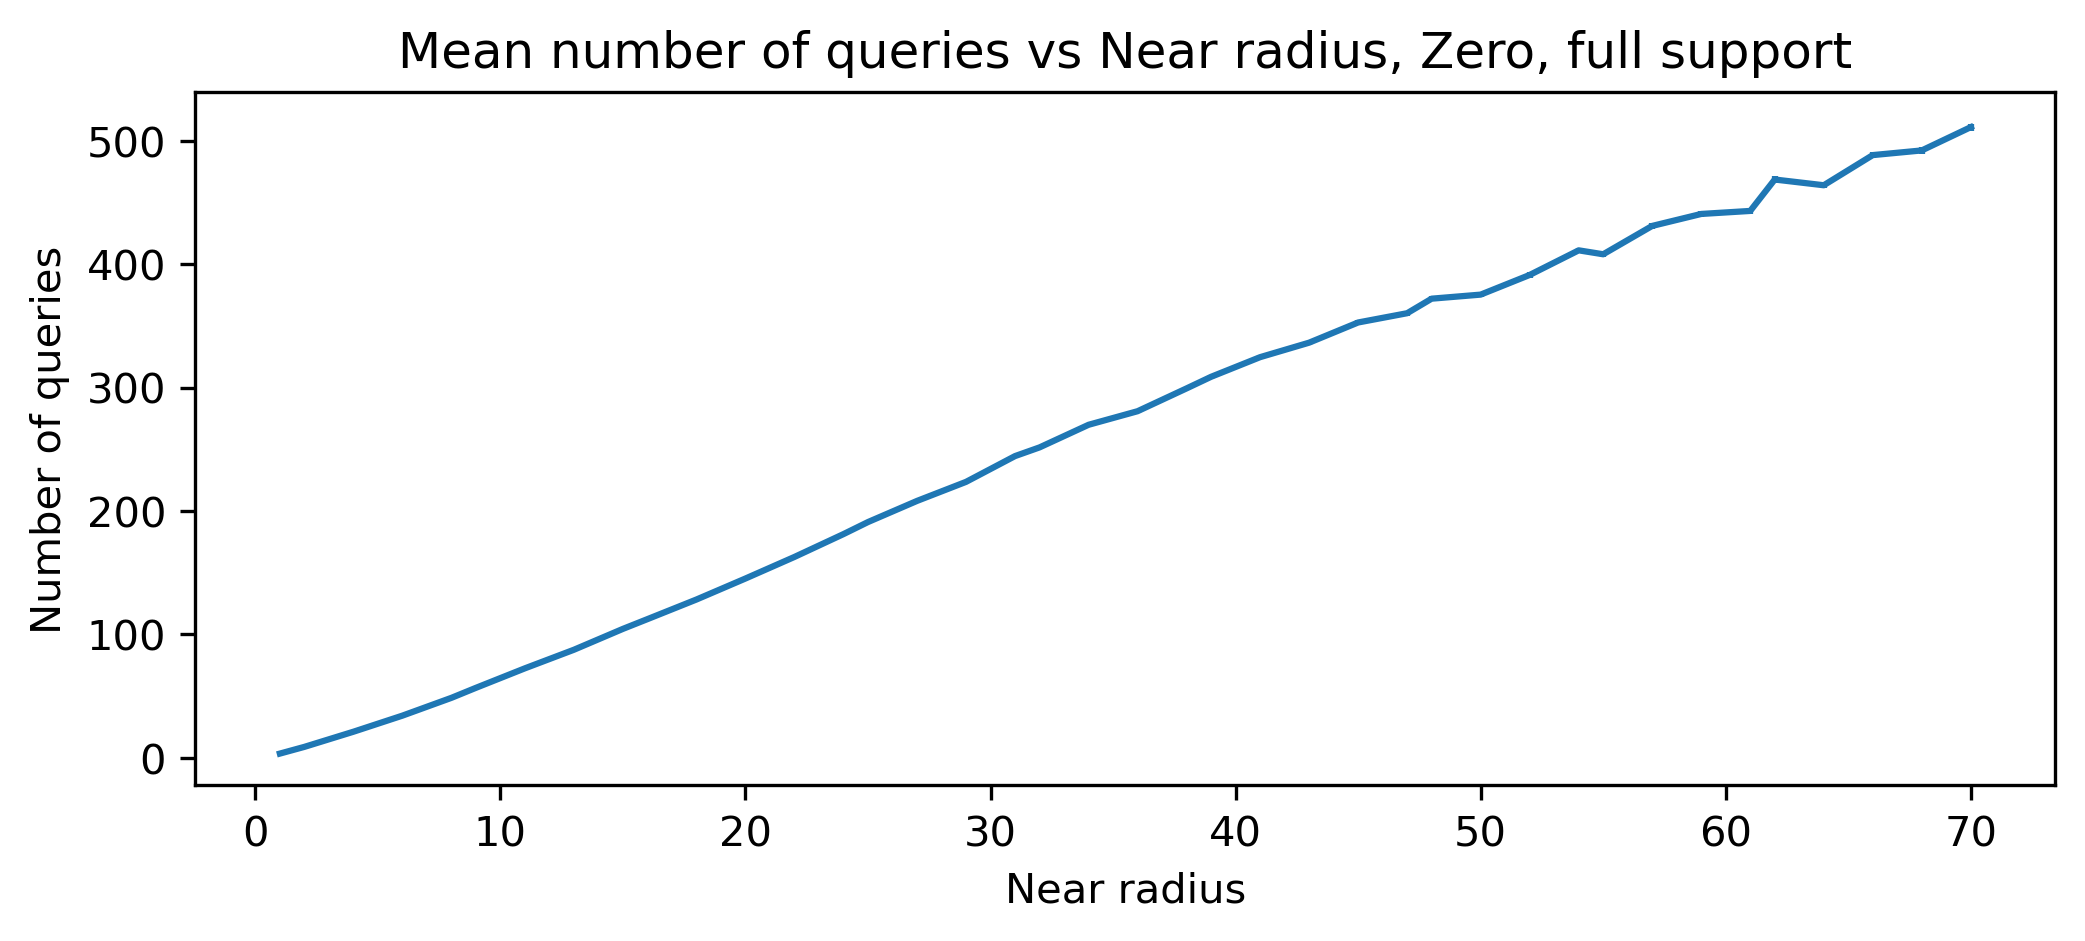 Mean number of queries vs Near radius, Zero, full support
500
400
300
200
100
0
Number of queries
0 10 20 30 40 50 60 70
Near radius